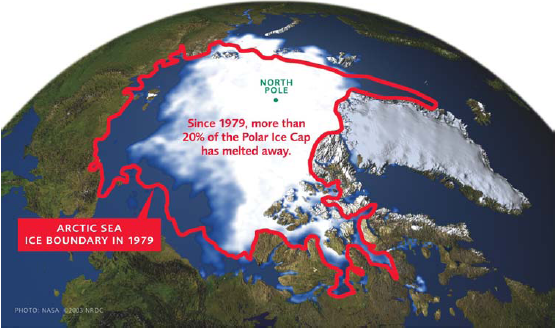 NORTH
POLE
Since 1979, more than
20% of the Polar Ice Cap
has melted away.
ARCTIC SEA
ICE BOUNDARY IN 1979
PHOTO: NASA ©2003 NRDC